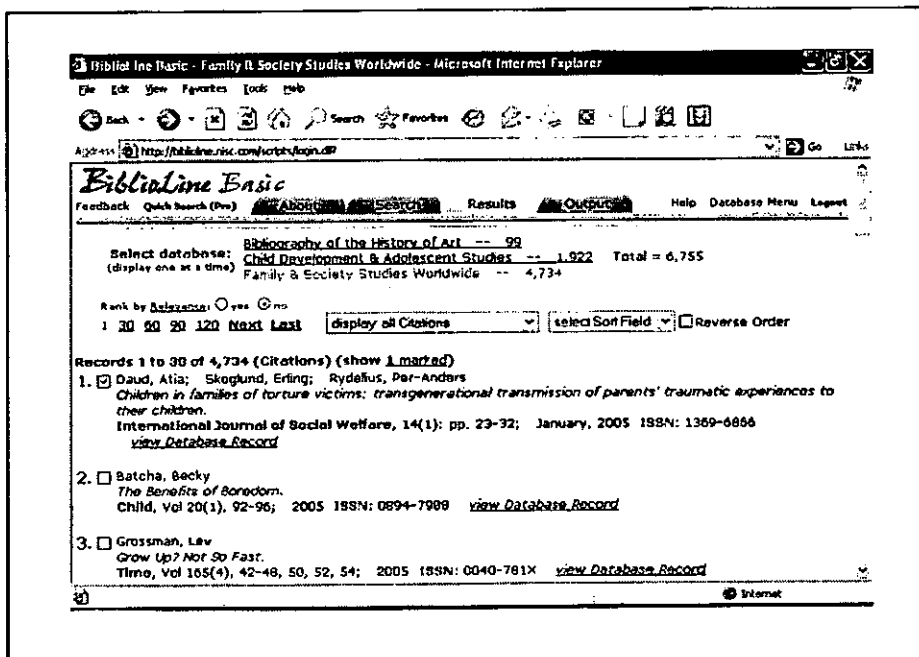 BiblioLine Basic - Family & Society Studies Worldwide - Microsoft Internet Explorer
File Edit View Favorites Tools Help
Back Search Favorites
Address http://biblioline.nisc.com/scripts/login.dll Go Links
BiblioLine Basic
Feedback Quick Search (Pro) About Search Results Output Help Database Menu Logout
Select database: Bibliography of the History of Art -- 99
(display one at a time) Child Development & Adolescent Studies -- 1,922 Total = 6,755
Family & Society Studies Worldwide -- 4,734
Rank by Relevance: yes no
1 30 60 90 120 Next Last display all Citations select Sort Field Reverse Order
Records 1 to 30 of 4,734 (Citations) (show 1 marked)
1. Daud, Atia; Skoglund, Erling; Rydelius, Per-Anders
Children in families of torture victims: transgenerational transmission of parents' traumatic experiences to
their children.
International Journal of Social Welfare, 14(1): pp. 23-32; January, 2005 ISSN: 1369-6866
view Database Record
2. Batcha, Becky
The Benefits of Boredom.
Child, Vol 20(1), 92-96; 2005 ISSN: 0894-7988 view Database Record
3. Grossman, Lev
Grow Up? Not So Fast.
Time, Vol 165(4), 42-48, 50, 52, 54; 2005 ISSN: 0040-781X view Database Record
Internet